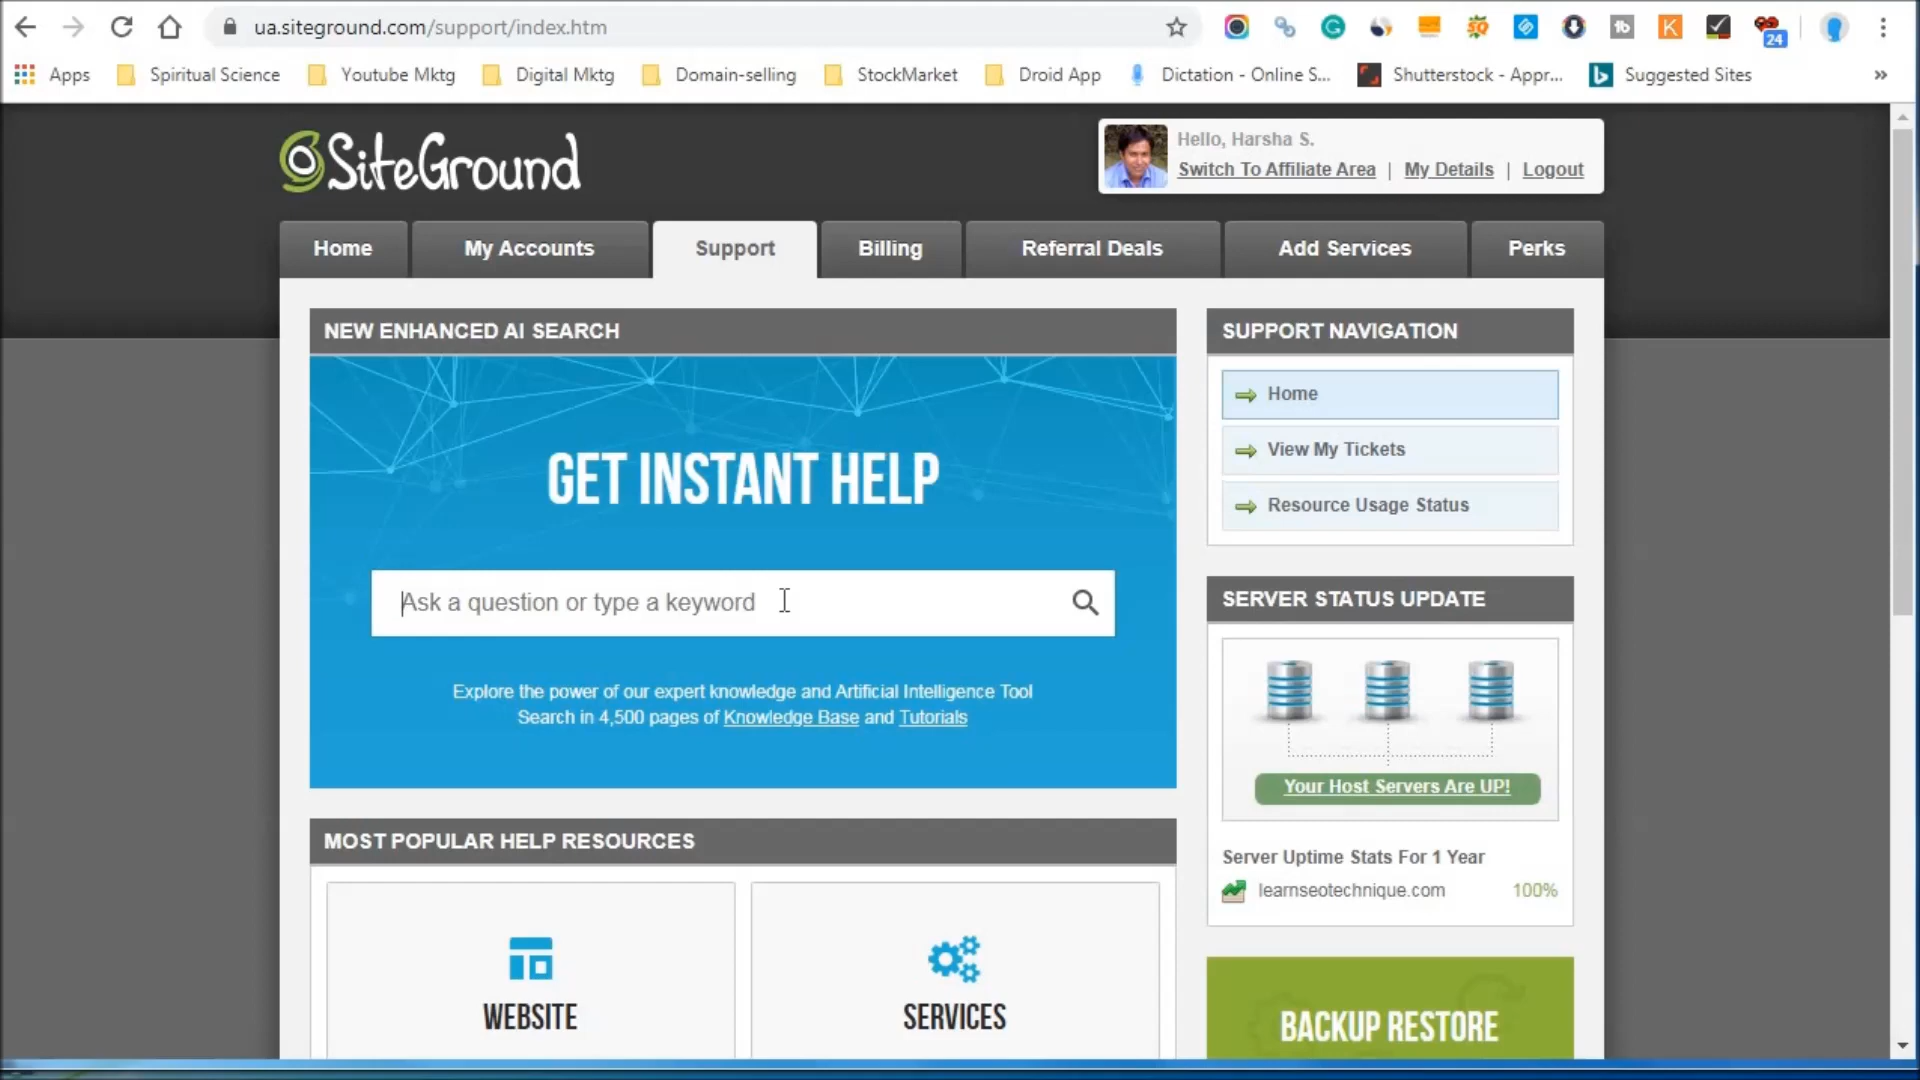 ua.siteground.com/support/index.htm
24
Apps
Spiritual Science
Youtube Mktg
Digital Mktg
Domain-selling
StockMarket
Droid App
Dictation - Online S...
Shutterstock - Appr...
Suggested Sites
»
SiteGround
Hello, Harsha S.
Switch To Affiliate Area | My Details | Logout
Home
My Accounts
Support
Billing
Referral Deals
Add Services
Perks
NEW ENHANCED AI SEARCH
GET INSTANT HELP
Ask a question or type a keyword
Explore the power of our expert knowledge and Artificial Intelligence Tool
Search in 4,500 pages of Knowledge Base and Tutorials
MOST POPULAR HELP RESOURCES
WEBSITE
SERVICES
SUPPORT NAVIGATION
Home
View My Tickets
Resource Usage Status
SERVER STATUS UPDATE
Your Host Servers Are UP!
Server Uptime Stats For 1 Year
learnseotechnique.com 100%
BACKUP RESTORE